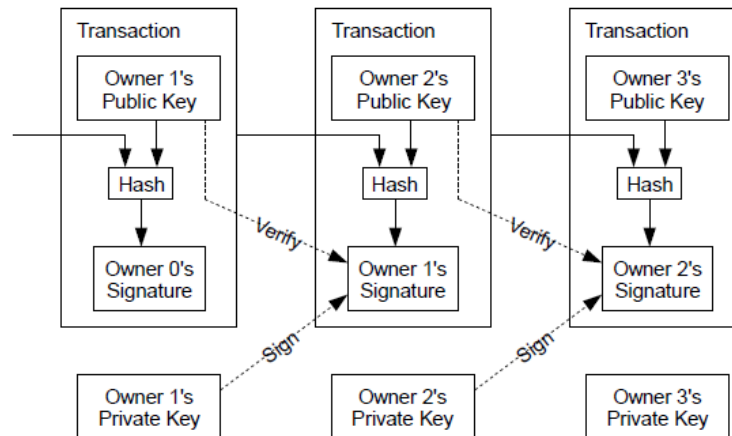 Transaction
Owner 1's
Public Key
Hash
Owner 0's
Signature
Transaction
Owner 2's
Public Key
Hash
Verify
Owner 1's
Signature
Sign
Transaction
Owner 3's
Public Key
Hash
Verify
Owner 2's
Signature
Sign
Owner 1's
Private Key
Owner 2's
Private Key
Owner 3's
Private Key